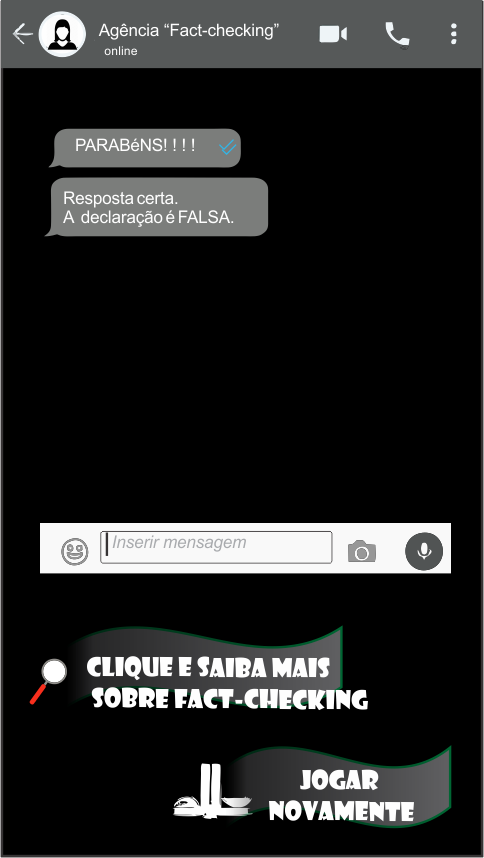 Agência “Fact-checking”
online
PARABéNS! ! ! !
Resposta certa.
A declaração é FALSA.
Inserir mensagem
CLIQUE E SAIBA MAIS
SOBRE FACT-CHECKING
JOGAR
NOVAMENTE